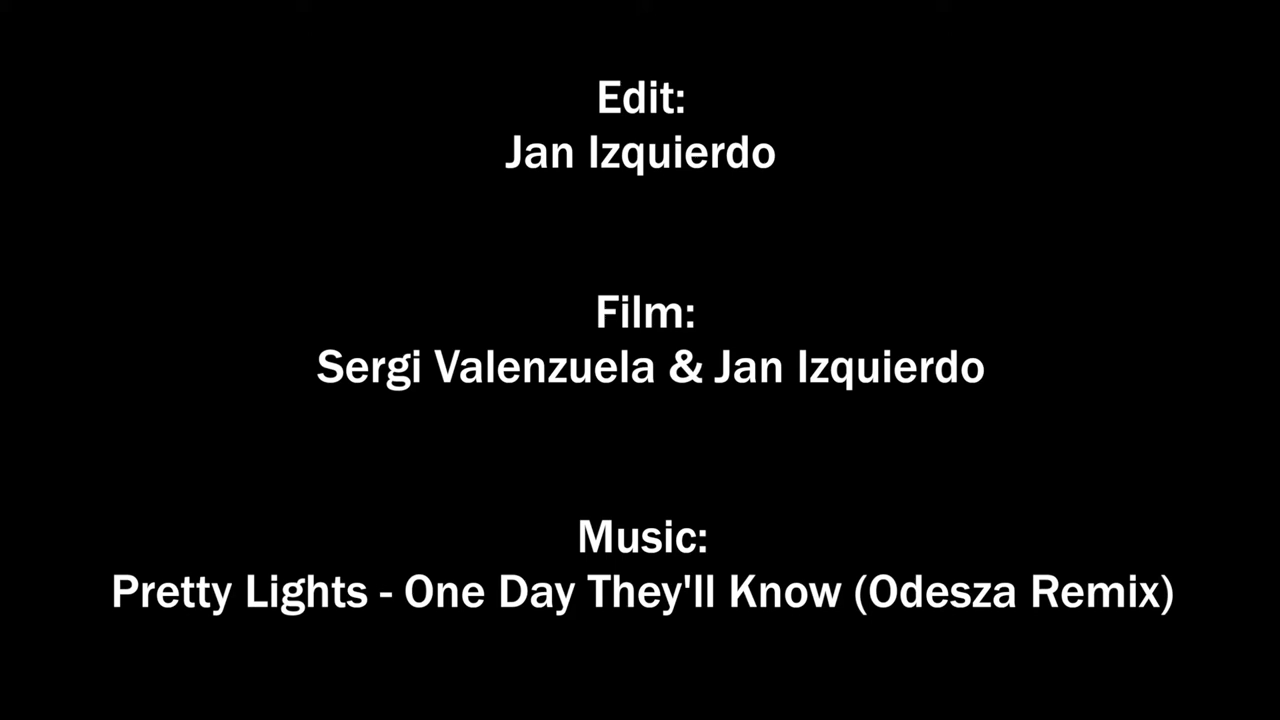 Edit:
Jan Izquierdo
Film:
Sergi Valenzuela & Jan Izquierdo
Music:
Pretty Lights - One Day They'll Know (Odesza Remix)